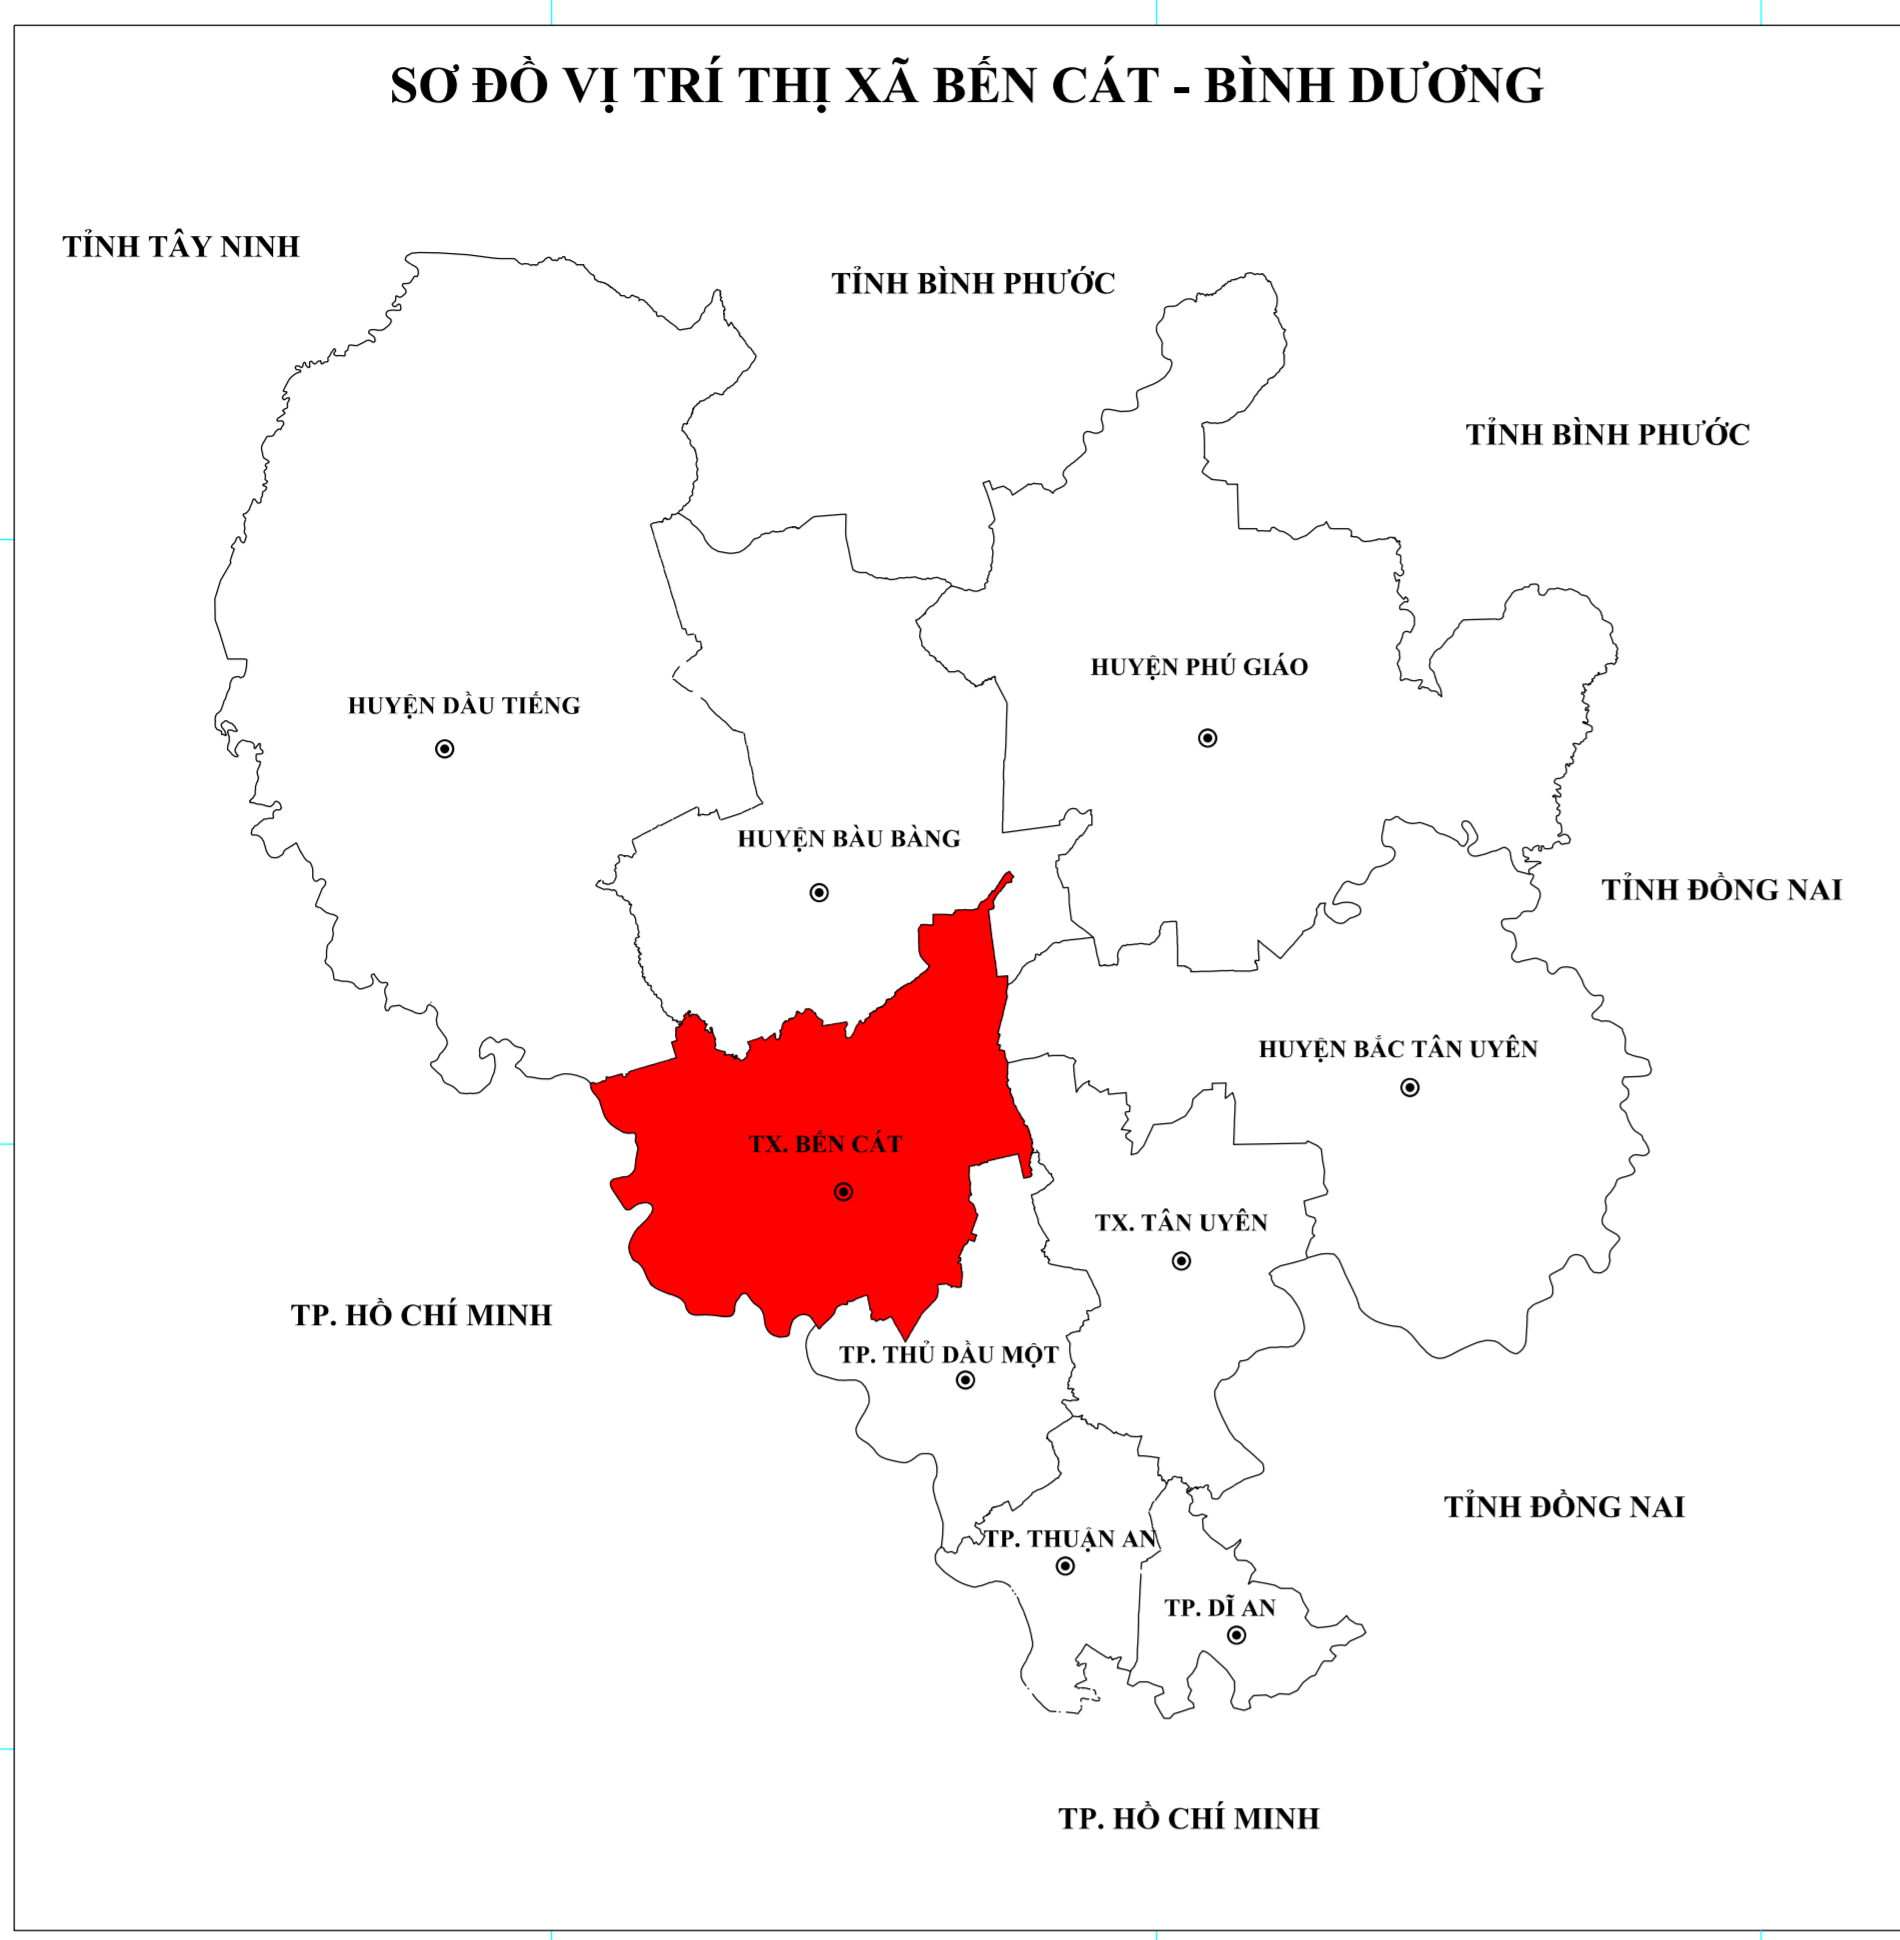 SƠ ĐỒ VỊ TRÍ THỊ XÃ BẾN CÁT - BÌNH DƯƠNG
TỈNH TÂY NINH
TỈNH BÌNH PHƯỚC
TỈNH BÌNH PHƯỚC
HUYỆN PHÚ GIÁO
HUYỆN DẦU TIẾNG
HUYỆN BÀU BÀNG
TỈNH ĐỒNG NAI
HUYỆN BẮC TÂN UYÊN
TX. BẾN CÁT
TX. TÂN UYÊN
TP. HỒ CHÍ MINH
TP. THỦ DẦU MỘT
TỈNH ĐỒNG NAI
TP. THUẬN AN
TP. DĨ AN
TP. HỒ CHÍ MINH